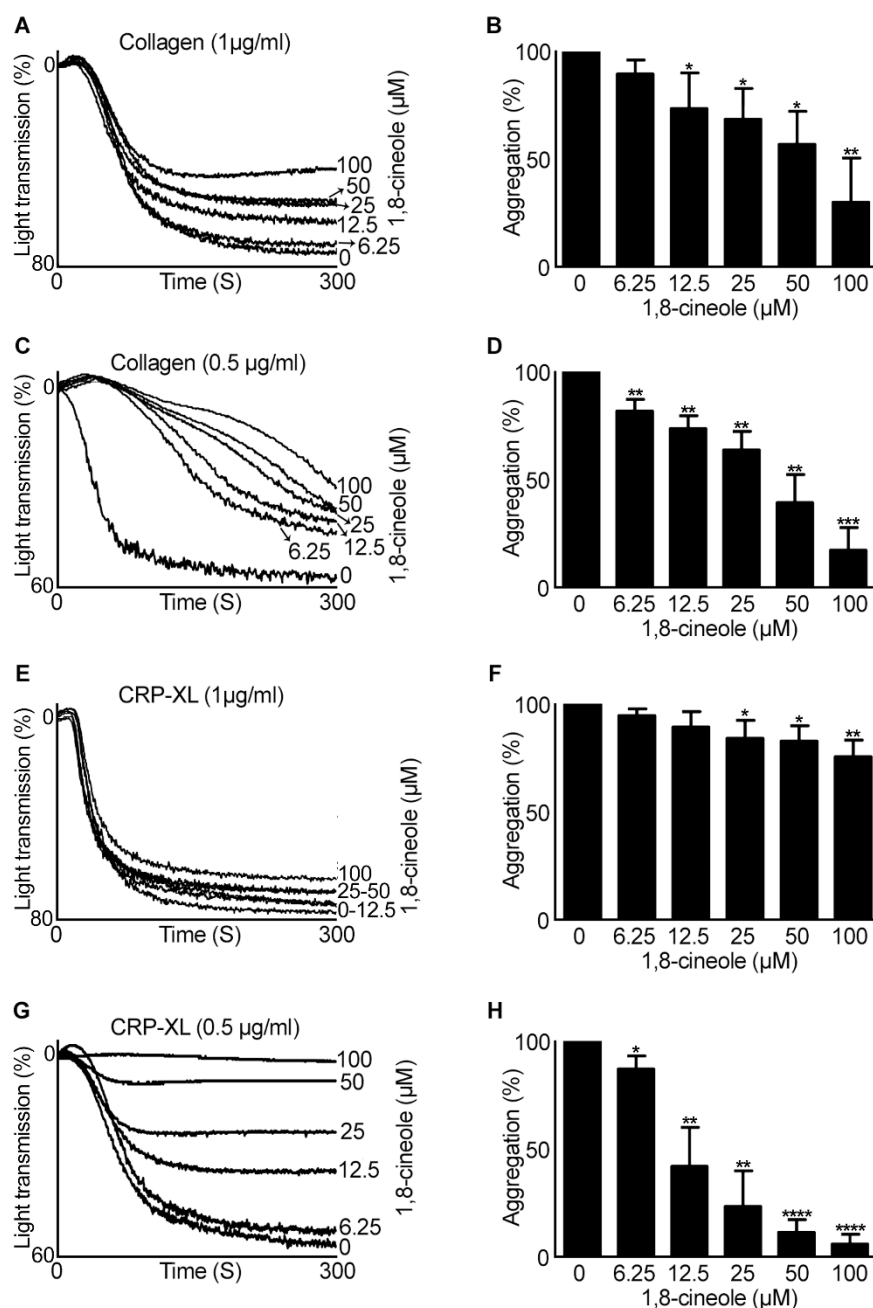 A
Collagen (1µg/ml)
Light transmission (%)
0
80
0
300
Time (S)
100
50
25
12.5
6.25
0
1,8-cineole (µM)
B
Aggregation (%)
100
50
0
*
*
*
**
0 6.25 12.5 25 50 100
1,8-cineole (µM)
C
Collagen (0.5 µg/ml)
Light transmission (%)
0
60
0
300
Time (S)
100
50
25
12.5
6.25
0
1,8-cineole (µM)
D
Aggregation (%)
100
50
0
**
**
**
**
***
0 6.25 12.5 25 50 100
1,8-cineole (µM)
E
CRP-XL (1µg/ml)
Light transmission (%)
0
80
0
300
Time (S)
100
25-50
0-12.5
1,8-cineole (µM)
F
Aggregation (%)
100
50
0
*
*
**
0 6.25 12.5 25 50 100
1,8-cineole (µM)
G
CRP-XL (0.5 µg/ml)
Light transmission (%)
0
60
0
300
Time (S)
100
50
25
12.5
6.25
0
1,8-cineole (µM)
H
Aggregation (%)
100
50
0
*
**
**
****
****
0 6.25 12.5 25 50 100
1,8-cineole (µM)